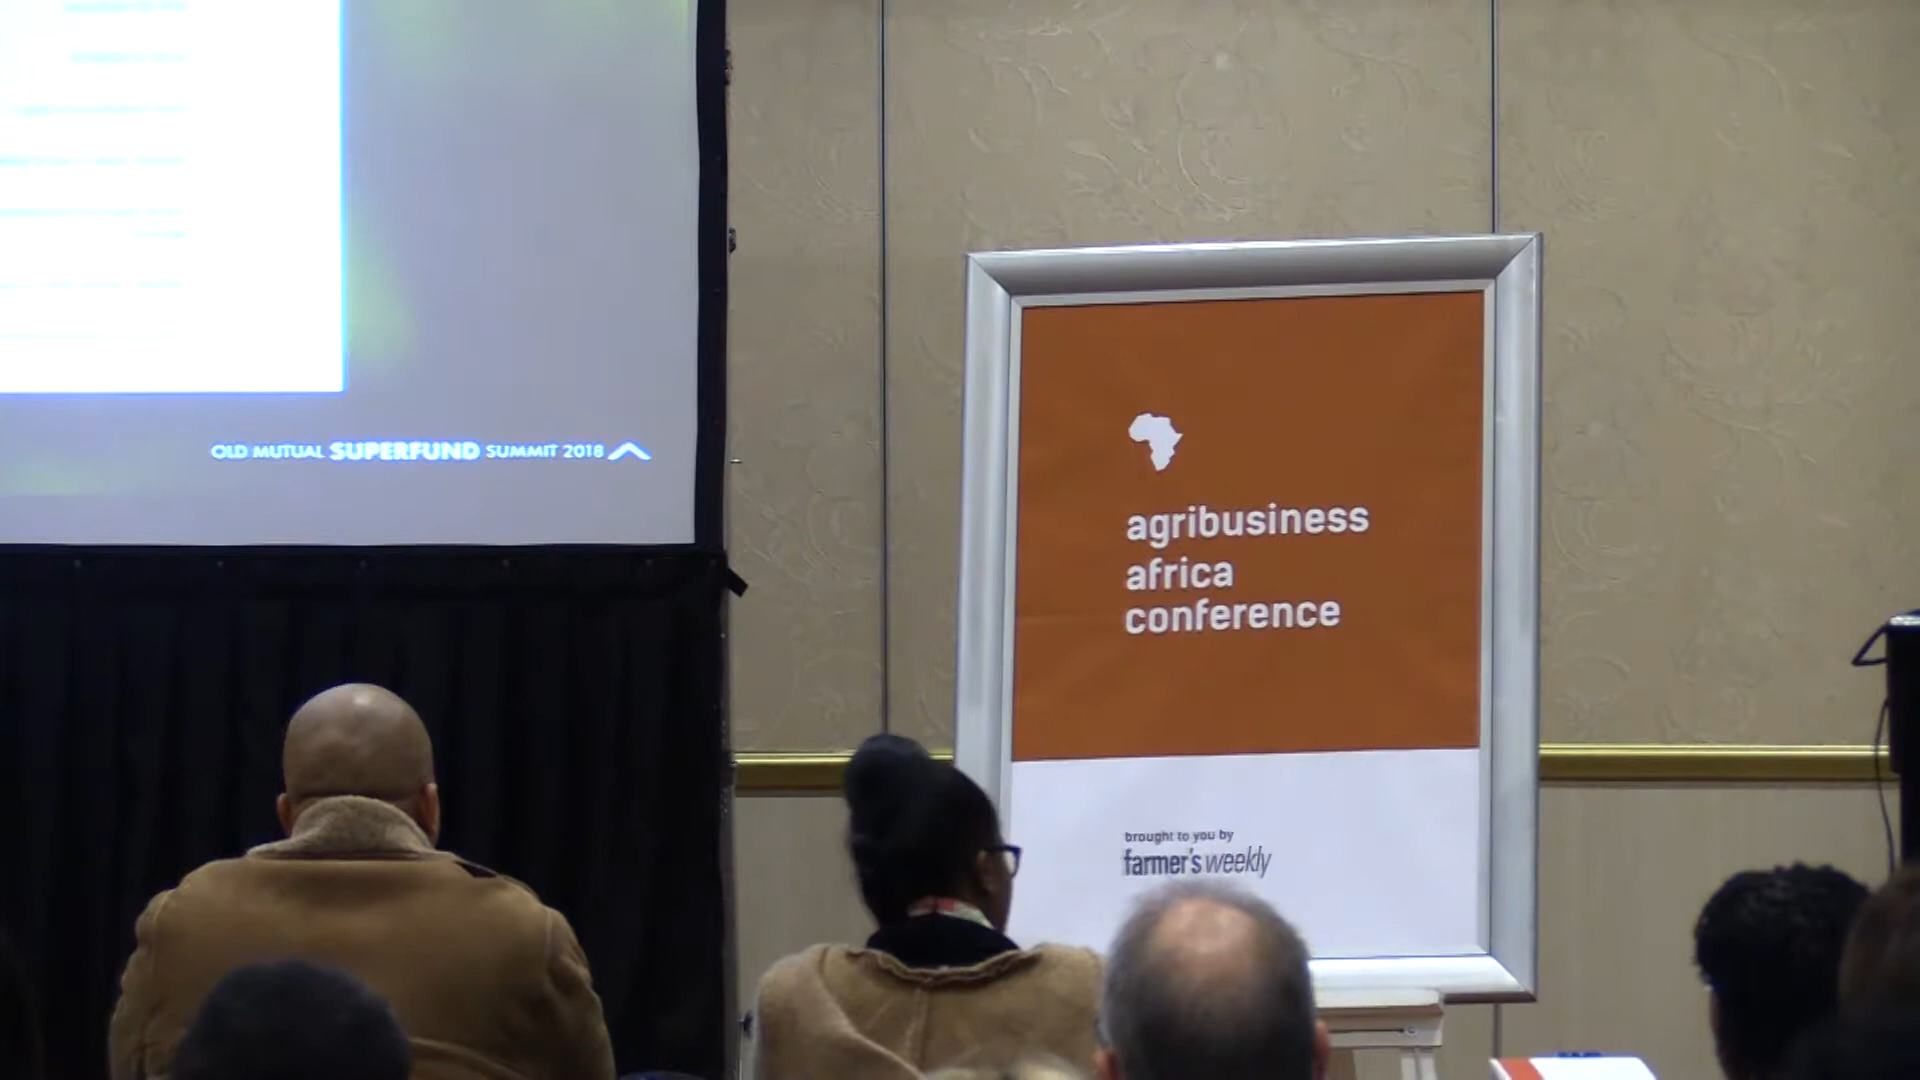 OLD MUTUAL SUPERFUND SUMMIT 2018
agribusiness
africa
conference
brought to you by
farmer's weekly